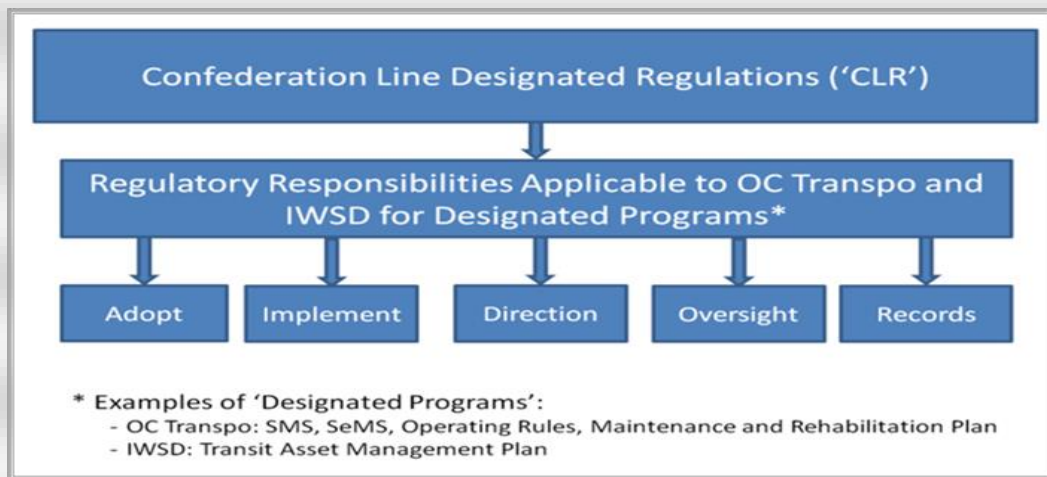 Confederation Line Designated Regulations (‘CLR’)
Regulatory Responsibilities Applicable to OC Transpo and
IWSD for Designated Programs*
Adopt
Implement
Direction
Oversight
Records
* Examples of ‘Designated Programs’:
- OC Transpo: SMS, SeMS, Operating Rules, Maintenance and Rehabilitation Plan
- IWSD: Transit Asset Management Plan